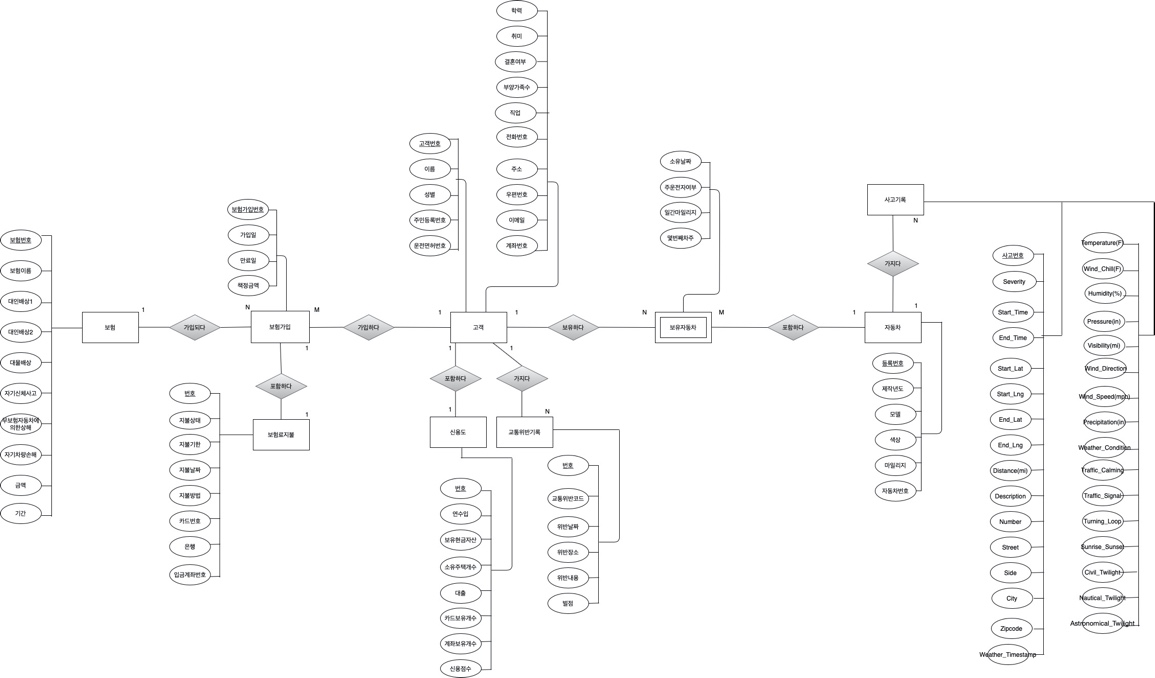 학력
취미
결혼여부
부양가족수
직업
전화번호
주소
우편번호
이메일
계좌번호
고객번호
이름
성별
주민등록번호
운전면허번호
소유날짜
주운전자여부
일간마일리지
몇번째차주
보험가입번호
가입일
만료일
책정금액
보험번호
보험이름
대인배상1
대인배상2
대물배상
자기신체사고
무보험자동차에
의한상해
자기차량손해
금액
기간
보험
1
가입되다
N
보험가입
M
가입하다
1
고객
1
보유하다
N
보유자동차
M
포함하다
1
자동차
1
가지다
N
사고기록
1
포함하다
1
보험료지불
번호
지불상태
지불기한
지불날짜
지불방법
카드번호
은행
입금계좌번호
1
포함하다
1
신용도
1
가지다
N
교통위반기록
번호
연수입
보유현금자산
소유주택개수
대출
카드보유개수
계좌보유개수
신용점수
번호
교통위반코드
위반날짜
위반장소
위반내용
벌점
등록번호
제작년도
모델
색상
마일리지
자동차번호
사고번호
Severity
Start_Time
End_Time
Start_Lat
Start_Lng
End_Lat
End_Lng
Distance(mi)
Description
Number
Street
Side
City
Zipcode
Weather_Timestamp
Temperature(F)
Wind_Chill(F)
Humidity(%)
Pressure(in)
Visibility(mi)
Wind_Direction
Wind_Speed(mph)
Precipitation(in)
Weather_Condition
Traffic_Calming
Traffic_Signal
Turning_Loop
Sunrise_Sunset
Civil_Twilight
Nautical_Twilight
Astronomical_Twilight